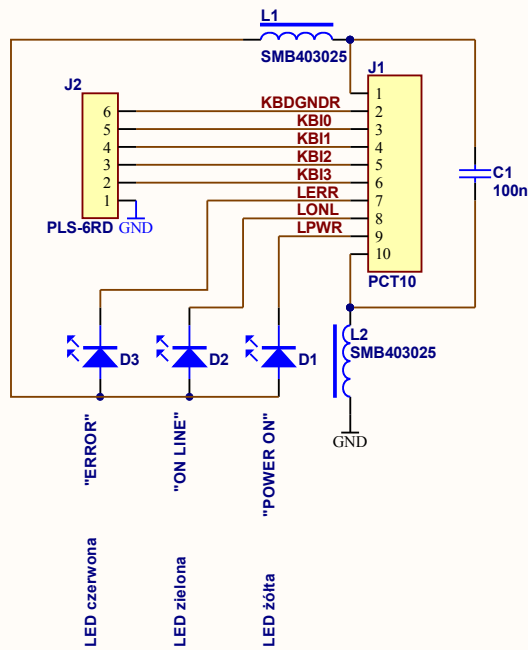 L1
SMB403025
J2
J1
6
5
4
3
2
1
KBDGNDR
KBI0
KBI1
KBI2
KBI3
LERR
LONL
LPWR
1
2
3
4
5
6
7
8
9
10
C1
100n
PLS-6RD
GND
PCT10
D3
D2
D1
L2
SMB403025
GND
"ERROR"
"ON LINE"
"POWER ON"
LED czerwona
LED zielona
LED żółta